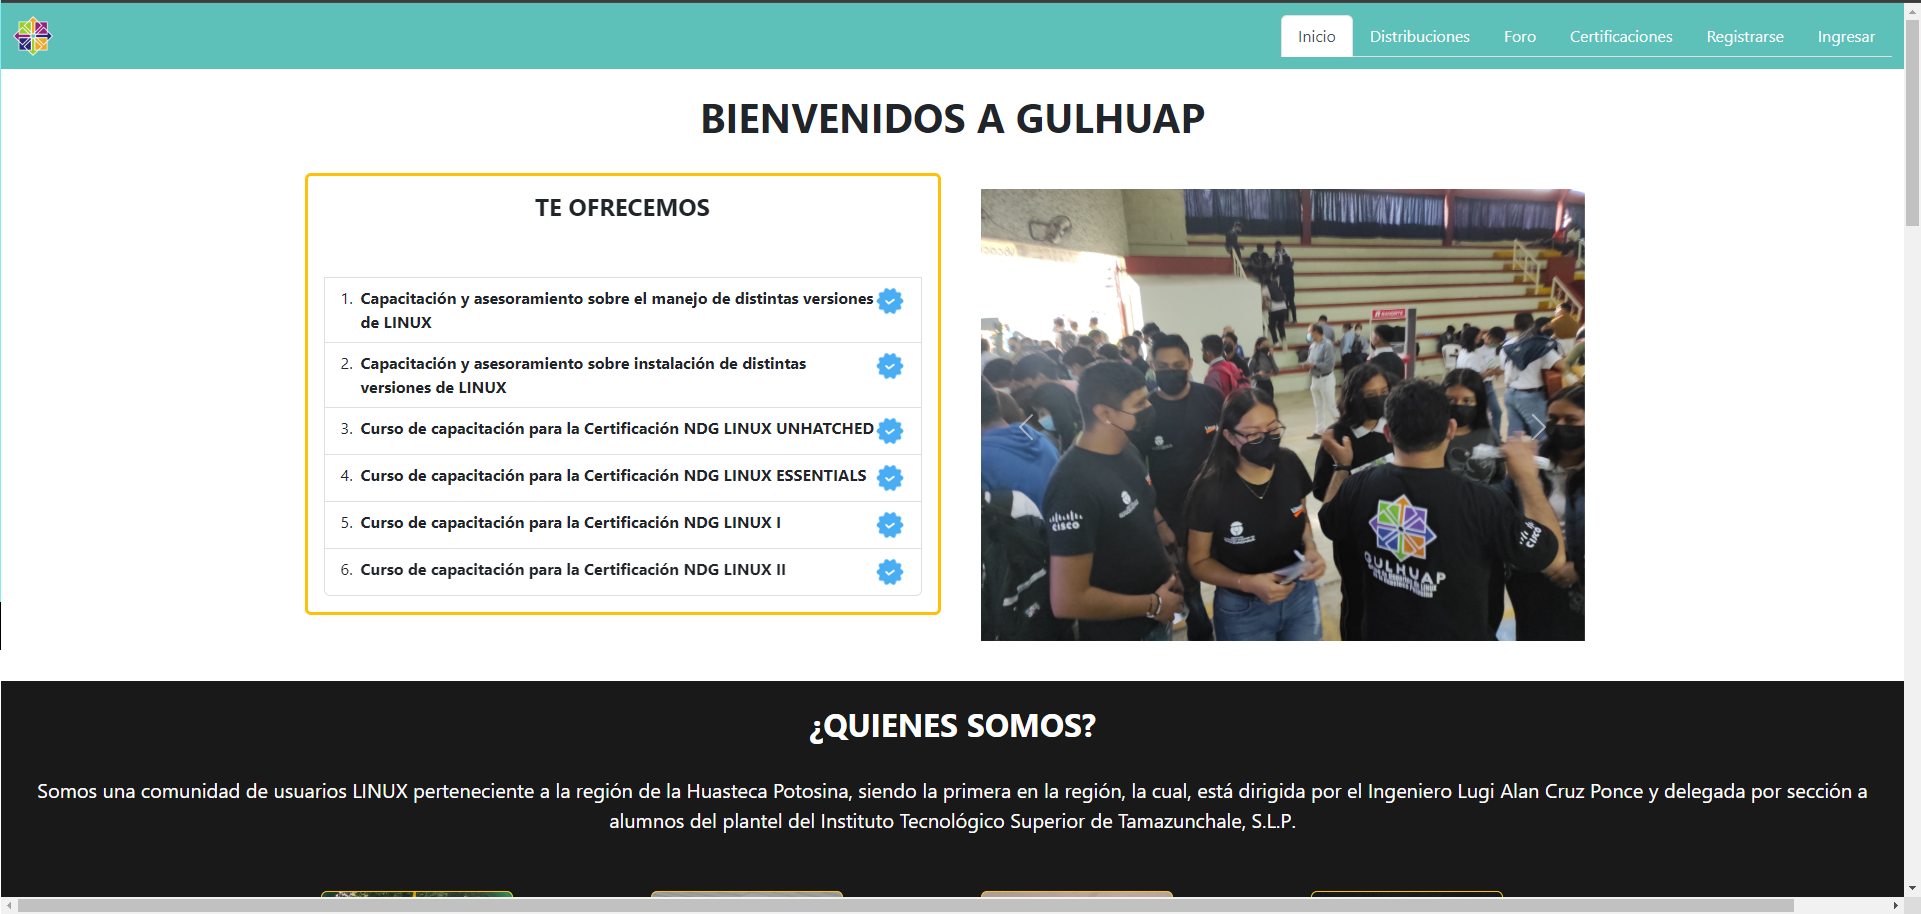 Inicio Distribuciones Foro Certificaciones Registrarse Ingresar
BIENVENIDOS A GULHUAP
TE OFRECEMOS
1. Capacitación y asesoramiento sobre el manejo de distintas versiones
de LINUX
2. Capacitación y asesoramiento sobre instalación de distintas
versiones de LINUX
3. Curso de capacitación para la Certificación NDG LINUX UNHATCHED
4. Curso de capacitación para la Certificación NDG LINUX ESSENTIALS
5. Curso de capacitación para la Certificación NDG LINUX I
6. Curso de capacitación para la Certificación NDG LINUX II
CISCO
CISCO
GULHUAP
¿QUIENES SOMOS?
Somos una comunidad de usuarios LINUX perteneciente a la región de la Huasteca Potosina, siendo la primera en la región, la cual, está dirigida por el Ingeniero Lugi Alan Cruz Ponce y delegada por sección a
alumnos del plantel del Instituto Tecnológico Superior de Tamazunchale, S.L.P.